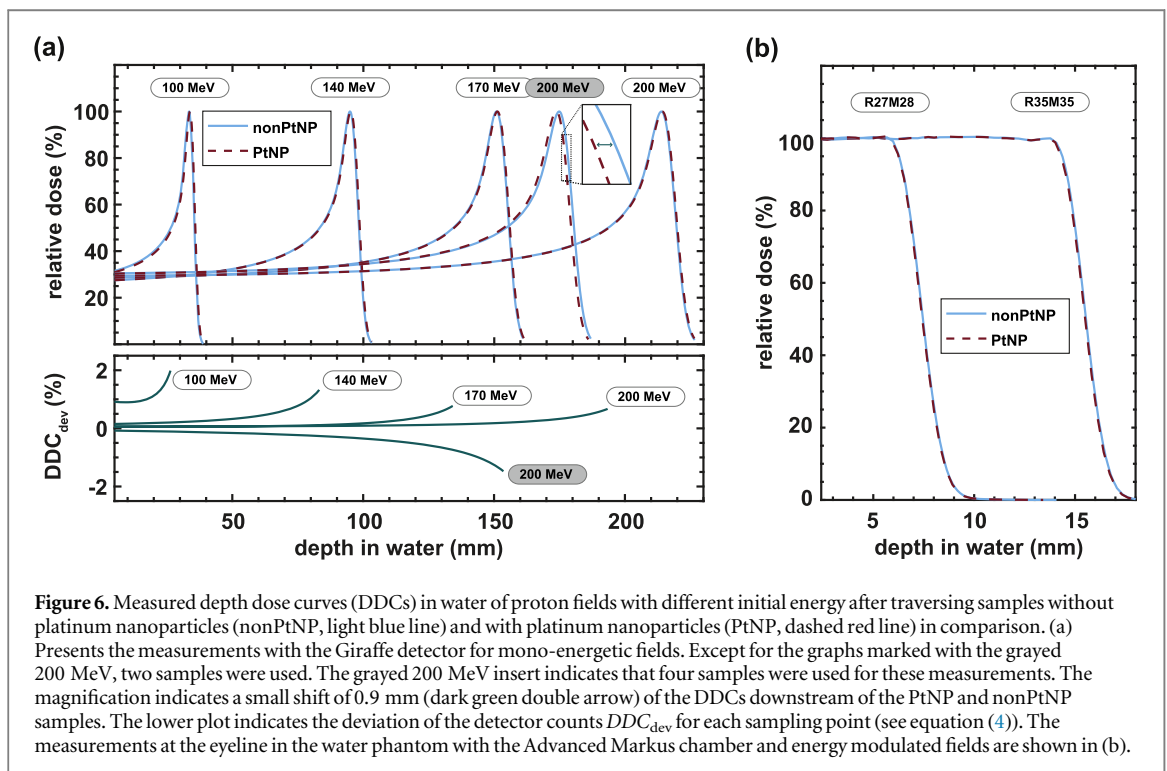 (a)
100 MeV
140 MeV
170 MeV
200 MeV
200 MeV
nonPtNP
PtNP
relative dose (%)
100
80
60
40
20
100 MeV
140 MeV
170 MeV
200 MeV
200 MeV
DDCdev (%)
2
0
-2
50
100
150
200
depth in water (mm)
(b)
R27M28
R35M35
nonPtNP
PtNP
relative dose (%)
100
80
60
40
20
0
5
10
15
depth in water (mm)
Figure 6. Measured depth dose curves (DDCs) in water of proton fields with different initial energy after traversing samples without
platinum nanoparticles (nonPtNP, light blue line) and with platinum nanoparticles (PtNP, dashed red line) in comparison. (a)
Presents the measurements with the Giraffe detector for mono-energetic fields. Except for the graphs marked with the grayed
200 MeV, two samples were used. The grayed 200 MeV insert indicates that four samples were used for these measurements. The
magnification indicates a small shift of 0.9 mm (dark green double arrow) of the DDCs downstream of the PtNP and nonPtNP
samples. The lower plot indicates the deviation of the detector counts DDCdev for each sampling point (see equation (4)). The
measurements at the eyeline in the water phantom with the Advanced Markus chamber and energy modulated fields are shown in (b).